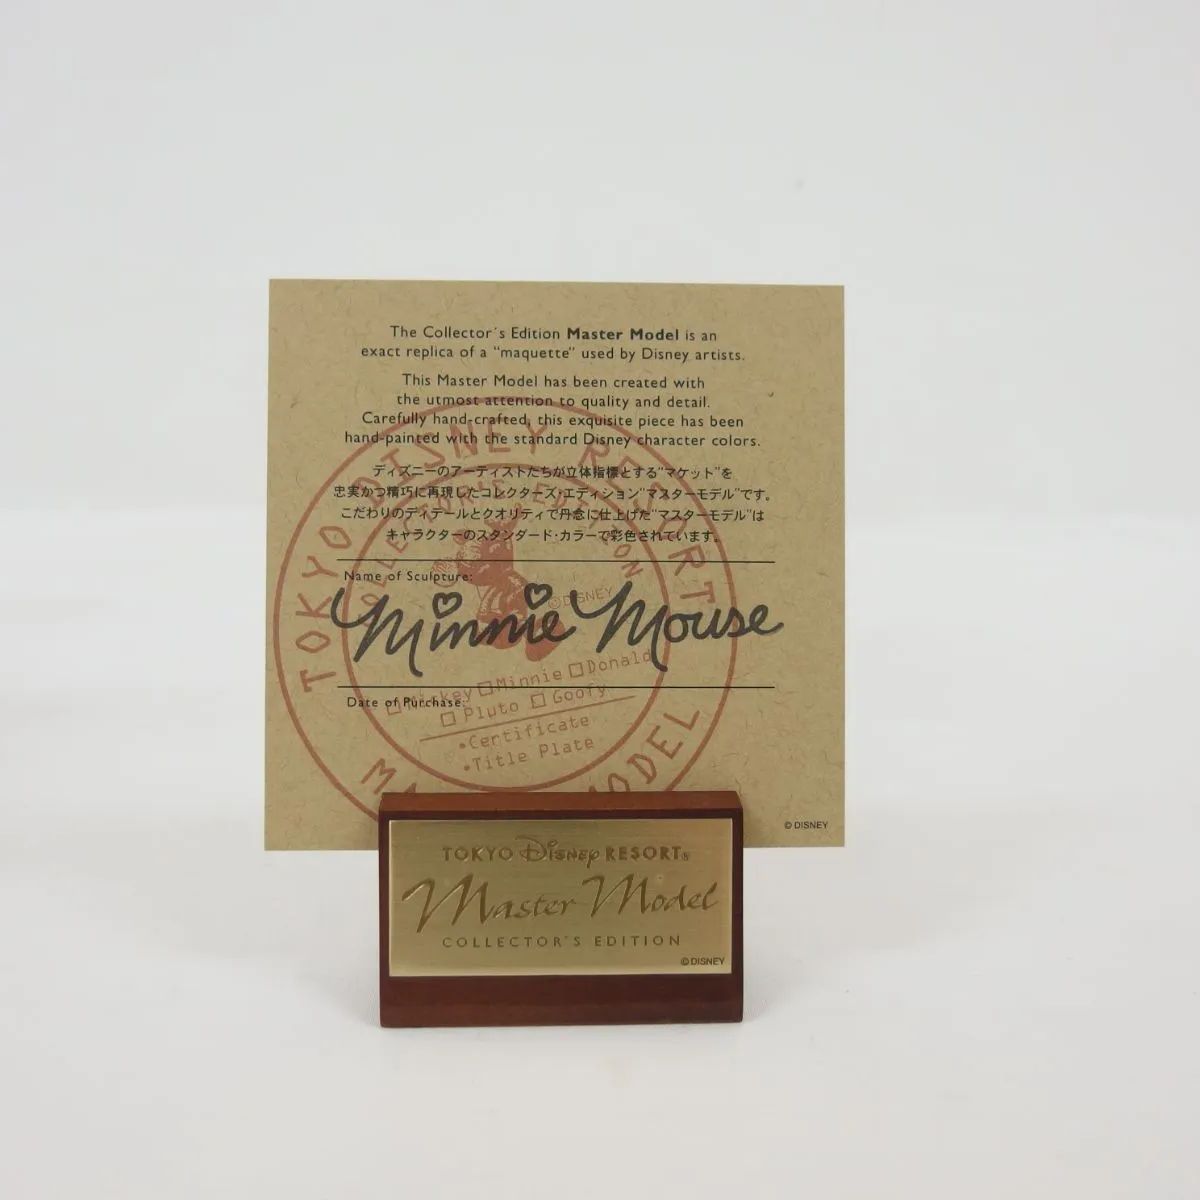 The Collector's Edition Master Model is an
exact replica of a "maquette" used by Disney artists.
This Master Model has been created with
the utmost attention to quality and detail.
Carefully hand-crafted, this exquisite piece has been
hand-painted with the standard Disney character colors.
ディズニーのアーティストたちが立体指標とする"マケット"を
忠実かつ精巧に再現したコレクターズ・エディション"マスターモデル"です。
こだわりのディテールとクオリティで丹念に仕上げた"マスターモデル"は
キャラクターのスタンダード・カラーで彩色されています。
TOKYO DISNEY RESORT
COLLECTOR'S EDITION
Name of Sculpture:
©DISNEY
Minnie Mouse
Mickey Minnie Donald
Pluto Goofy
Date of Purchase:
•Certificate
•Title Plate
MODEL
© DISNEY
TOKYO Disney RESORT®
Master Model
COLLECTOR'S EDITION
© DISNEY